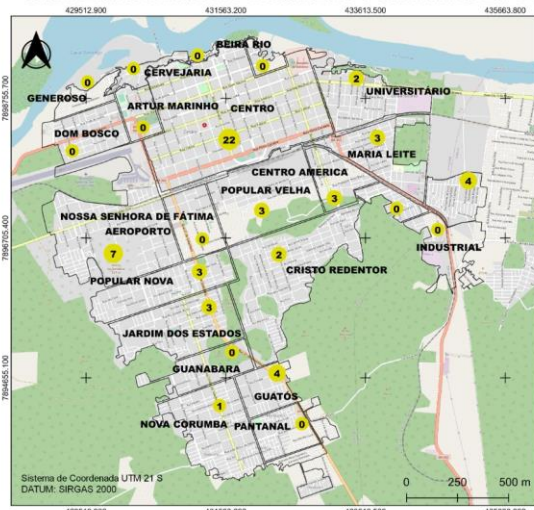 429512.900 431563.200 433613.500 435663.800
7898755.700
7896705.400
7894655.100
BEIRA RIO
0
0
0
CERVEJARIA
0
0
2
GENEROSO
UNIVERSITÁRIO
ARTUR MARINHO
CENTRO
DOM BOSCO
0
22
3
0
MARIA LEITE
CENTRO AMERICA
4
POPULAR VELHA
3
NOSSA SENHORA DE FÁTIMA
3
0
AEROPORTO
0
0
7
2
INDUSTRIAL
3
CRISTO REDENTOR
POPULAR NOVA
3
JARDIM DOS ESTADOS
0
GUANABARA
4
GUATÓS
1
NOVA CORUMBA
PANTANAL
0
Sistema de Coordenada UTM 21 S
DATUM: SIRGAS 2000
0 250 500 m